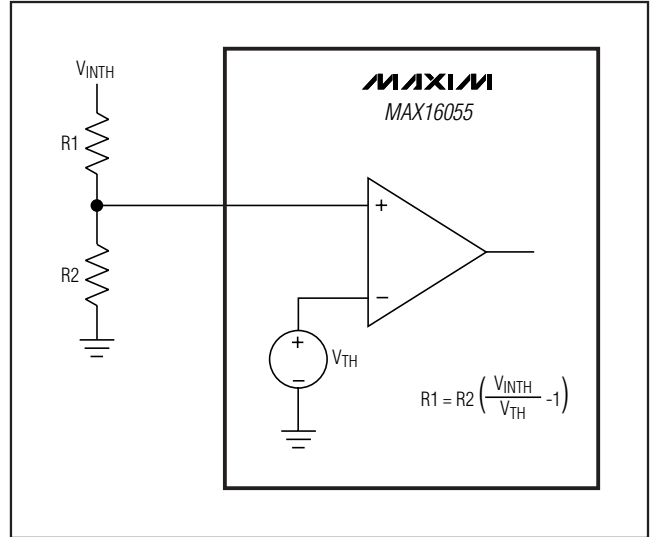 VINTH
MAXIM
MAX16055
R1
+
R2
−
+
VTH
−
R1 = R2 (VINTH/VTH -1)